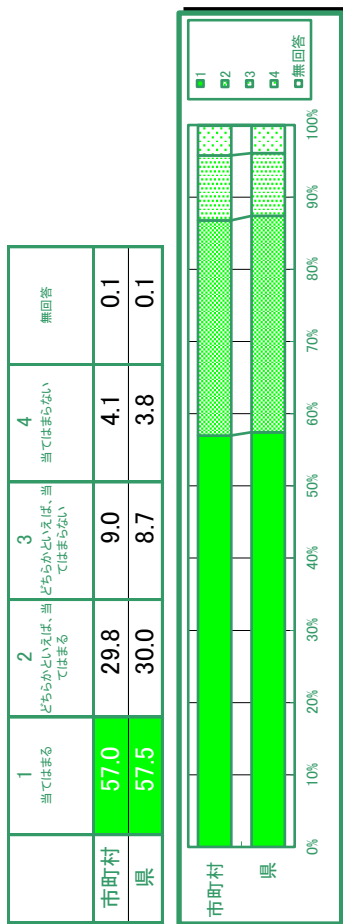 1 2 3 4
当てはまる どちらかといえば、当 どちらかといえば、当 当てはまらない 無回答
てはまる てはまらない
市町村 57.0 29.8 9.0 4.1 0.1
県 57.5 30.0 8.7 3.8 0.1
市町村
県
0% 10% 20% 30% 40% 50% 60% 70% 80% 90% 100%
1
2
3
4
無回答